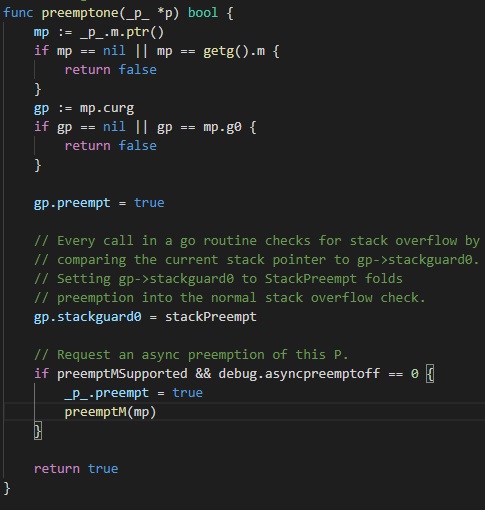 func preemptone(_p_ *p) bool {
    mp := _p_.m.ptr()
    if mp == nil || mp == getg().m {
        return false
    }
    gp := mp.curg
    if gp == nil || gp == mp.g0 {
        return false
    }

    gp.preempt = true

    // Every call in a go routine checks for stack overflow by
    // comparing the current stack pointer to gp->stackguard0.
    // Setting gp->stackguard0 to StackPreempt folds
    // preemption into the normal stack overflow check.
    gp.stackguard0 = stackPreempt

    // Request an async preemption of this P.
    if preemptMSupported && debug.asyncpreemptoff == 0 {
        _p_.preempt = true
        preemptM(mp)
    }

    return true
}